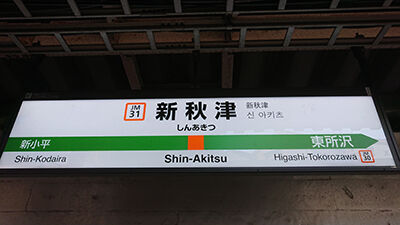 JM
31
新秋津
新秋津
신 아키츠
しんあきつ
新小平
東所沢
Shin-Kodaira
Shin-Akitsu
Higashi-Tokorozawa
JM
30